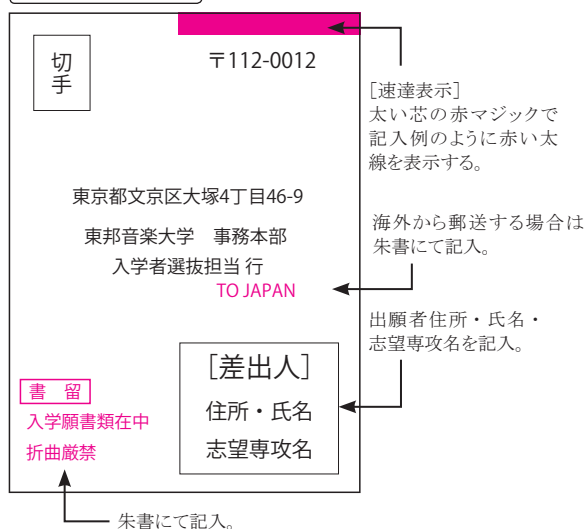 切手
〒112-0012
[速達表示]
太い芯の赤マジックで
記入例のように赤い太
線を表示する。
東京都文京区大塚4丁目46-9
東邦音楽大学　事務本部
入学者選抜担当 行
TO JAPAN
海外から郵送する場合は
朱書にて記入。
出願者住所・氏名・
志望専攻名を記入。
［差出人］
住所・氏名
志望専攻名
書　留
入学願書類在中
折曲厳禁
朱書にて記入。